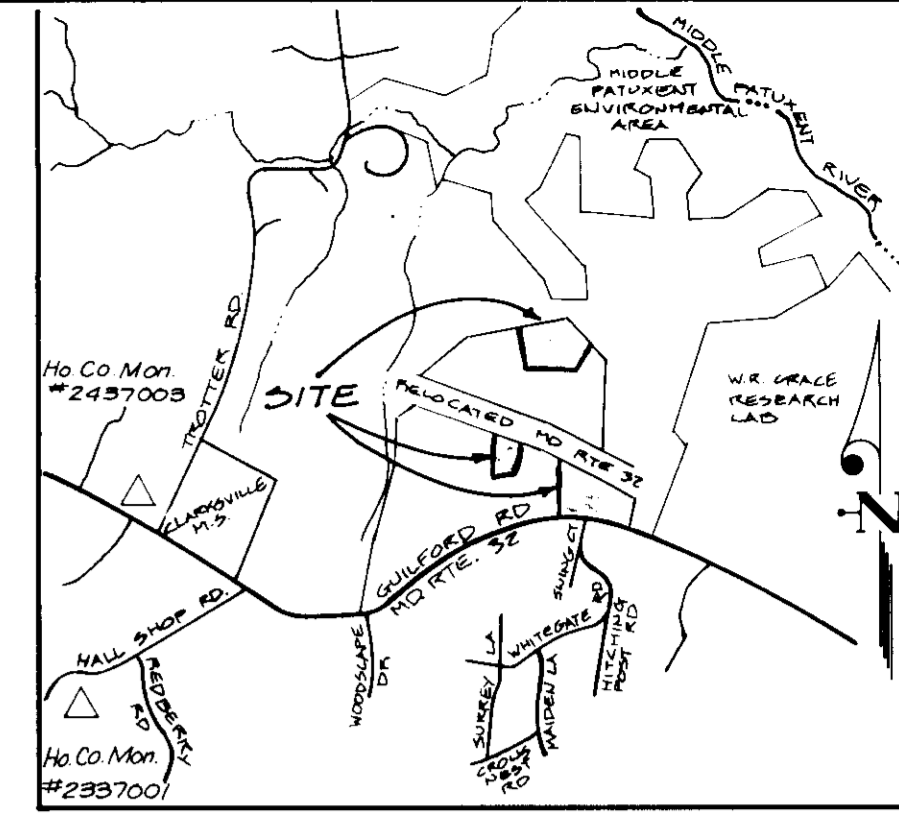 MIDDLE PATUXENT RIVER
MIDDLE
PATUXENT
ENVIRONMENTAL
AREA
TROTTER RD.
Ho. Co. Mon.
#2437003
SITE
RELOCATED MD RTE 32
W.R. GRACE
RESEARCH
LAB
N
CLARKSVILLE
M.S.
GUILFORD RD
MD RTE. 32
SWING CT
HALL SHOP RD.
REDBERRY
RD
WOODSCAPE
DR
SURREY LA
WHITEGATE RD
MAIDEN LA
HITCHING
POST RD
CROWS
NEST
RD
Ho. Co. Mon.
#2337001